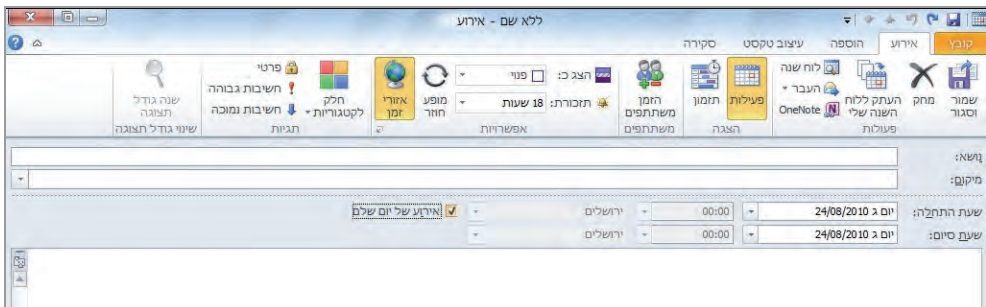 ללא שם - אירוע
קובץ אירוע הוספה עיצוב טקסט סקירה
שמור וסגור
מחק
העתק ללוח השנה שלי
לוח שנה
העבר
OneNote
פעולות
פעילות
תזמון
הצגה
הזמן משתתפים
משתתפים
הצג כ: פנוי
תזכורת: 18 שעות
מופע חוזר
אזורי זמן
אפשרויות
חלק לקטגוריות
פרטי
חשיבות גבוהה
חשיבות נמוכה
תגיות
שנה גודל תצוגה
שינוי גודל תצוגה
נושא:
מיקום:
שעת התחלה: יום ג 24/08/2010 00:00 ירושלים אירוע של יום שלם
שעת סיום: יום ג 24/08/2010 00:00 ירושלים